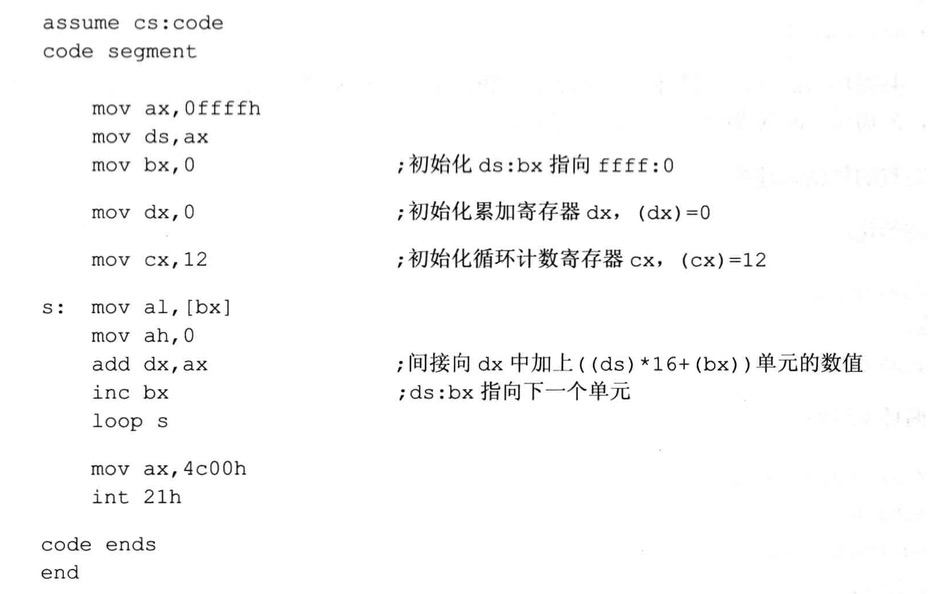 assume cs:code
code segment
mov ax,0ffffh
mov ds,ax
mov bx,0 ;初始化 ds:bx 指向 ffff:0
mov dx,0 ;初始化累加寄存器 dx，(dx)=0
mov cx,12 ;初始化循环计数寄存器 cx，(cx)=12
s: mov al,[bx]
mov ah,0
add dx,ax ;间接向 dx 中加上((ds)*16+(bx))单元的数值
inc bx ;ds:bx 指向下一个单元
loop s
mov ax,4c00h
int 21h
code ends
end